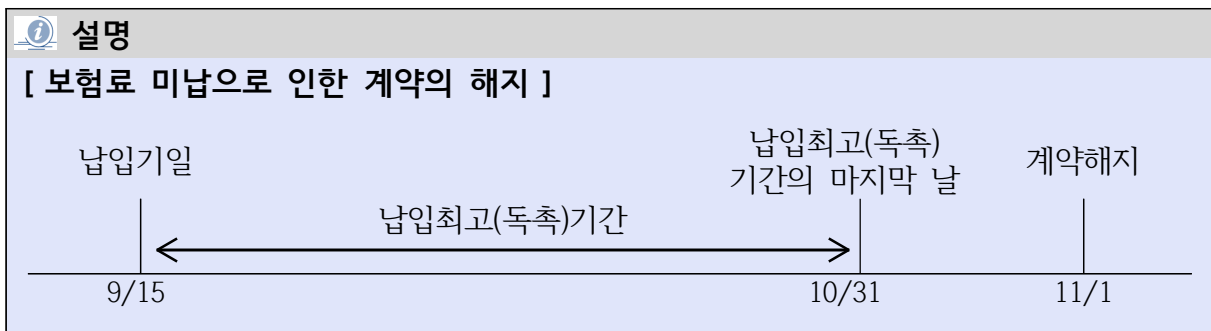 설명
[ 보험료 미납으로 인한 계약의 해지 ]
납입기일
납입최고(독촉)
기간의 마지막 날
계약해지
납입최고(독촉)기간
9/15
10/31
11/1